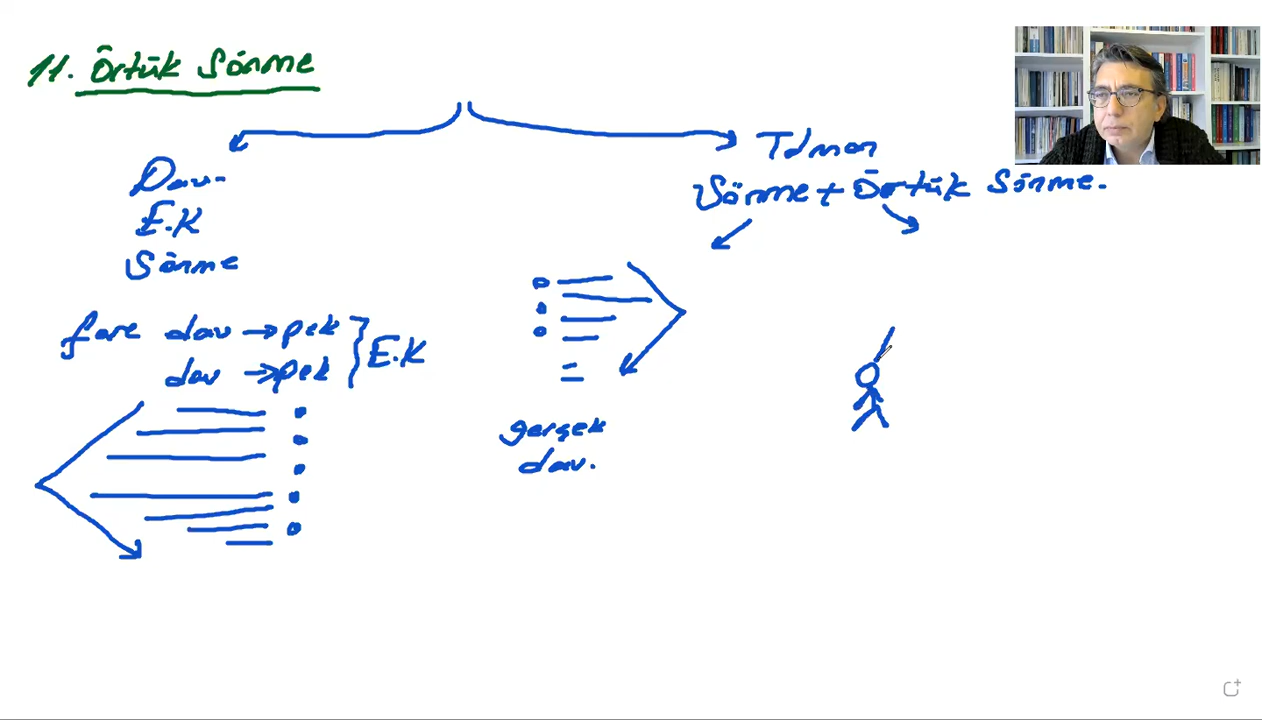 11. Örtük Sönme
Dav.
E.K
Sönme
fare dav → pek
dav → pek
E.K
Tolman
Sönme + Örtük Sönme.
gerçek
dav.